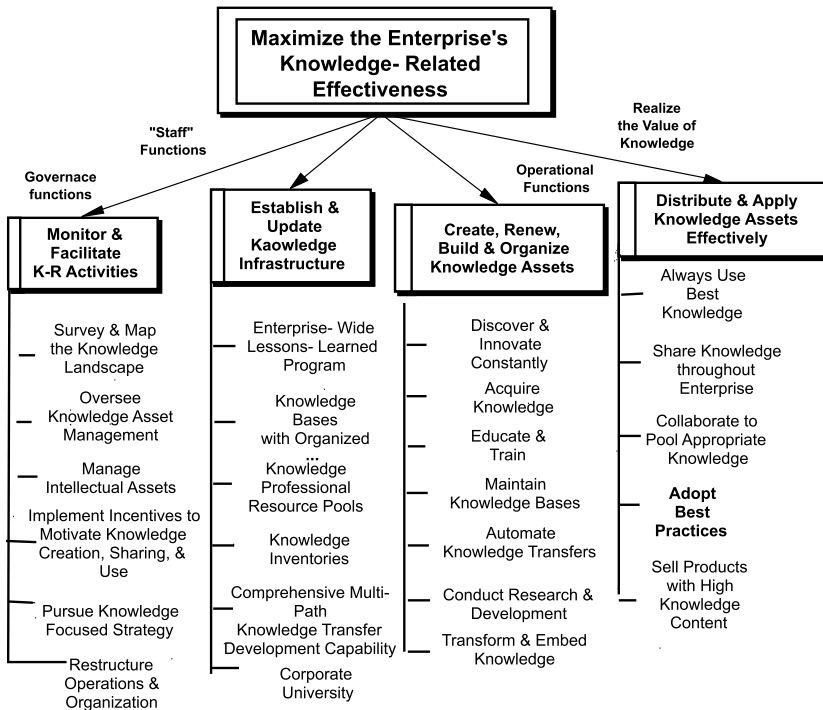 Maximize the Enterprise's
Knowledge- Related
Effectiveness
"Staff"
Functions
Realize
the Value of
Knowledge
Governace
functions
Operational
Functions
Monitor &
Facilitate
K-R Activities
Survey & Map
the Knowledge
Landscape
Oversee
Knowledge Asset
Management
Manage
Intellectual Assets
Implement Incentives to
Motivate Knowledge
Creation, Sharing, &
Use
Pursue Knowledge
Focused Strategy
Restructure
Operations &
Organization
Establish &
Update
Kaowledge
Infrastructure
Enterprise- Wide
Lessons- Learned
Program
Knowledge
Bases
with Organized
...
Knowledge
Professional
Resource Pools
Knowledge
Inventories
Comprehensive Multi-
Path
Knowledge Transfer
Development Capability
Corporate
University
Create, Renew,
Build & Organize
Knowledge Assets
Discover &
Innovate
Constantly
Acquire
Knowledge
Educate &
Train
Maintain
Knowledge Bases
Automate
Knowledge Transfers
Conduct Research &
Development
Transform & Embed
Knowledge
Distribute & Apply
Knowledge Assets
Effectively
Always Use
Best
Knowledge
Share Knowledge
throughout
Enterprise
Collaborate to
Pool Appropriate
Knowledge
Adopt
Best
Practices
Sell Products
with High
Knowledge
Content